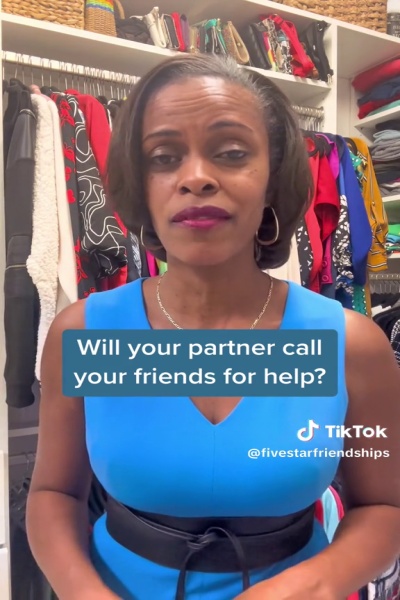 Will your partner call
your friends for help?
TikTok
@fivestarfriendships